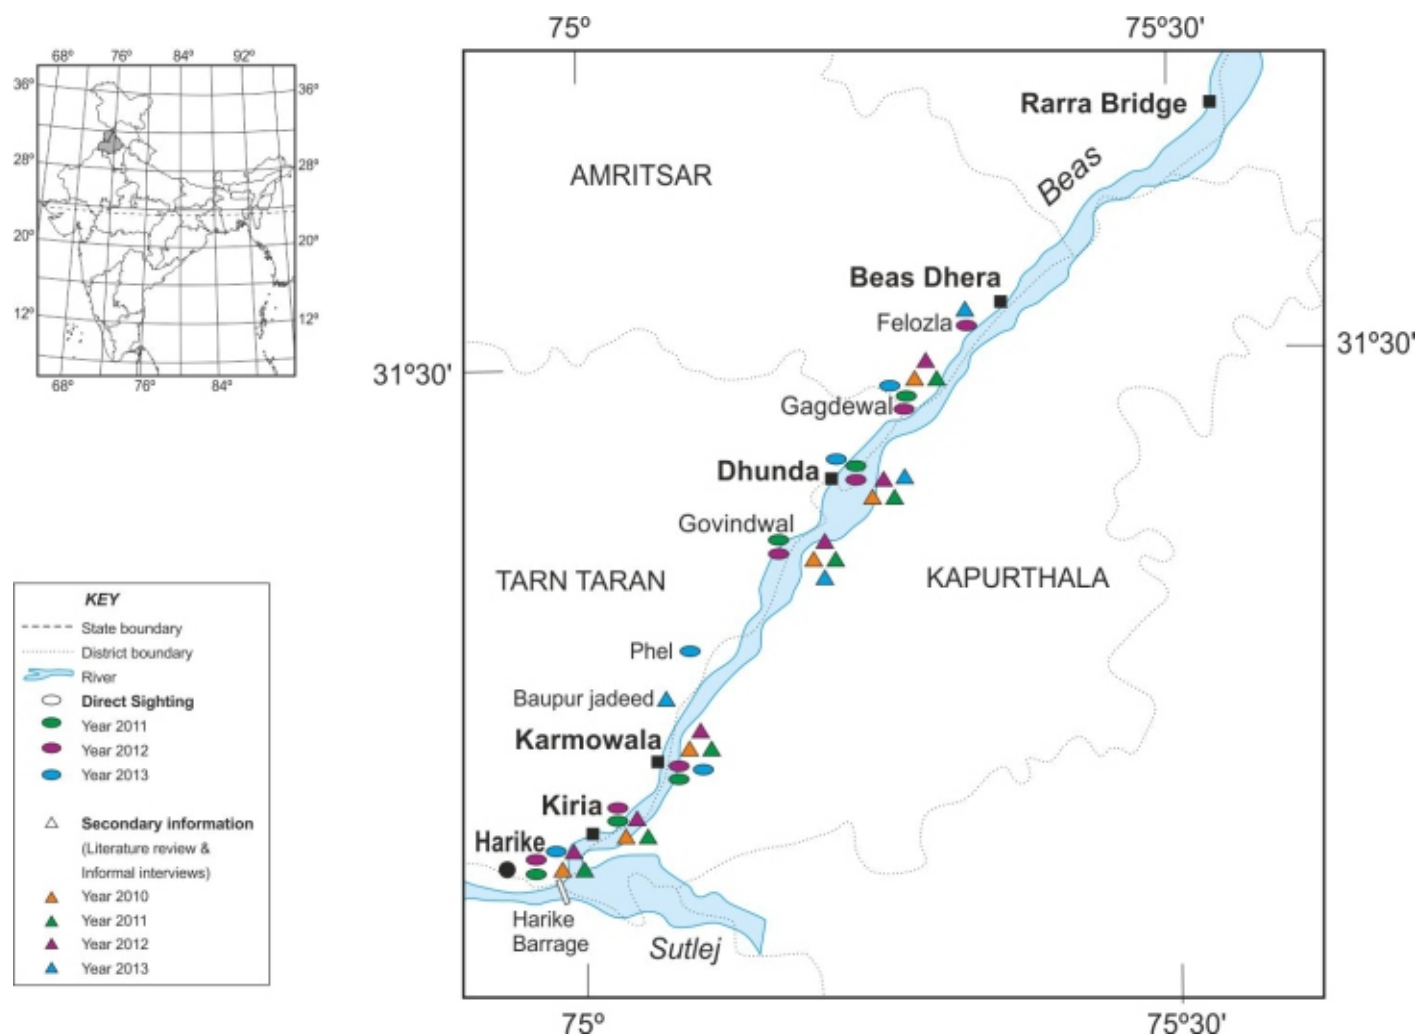 68º 76º 84º 92º
36º 36º
28º 28º
20º 20º
12º 12º
68º 76º 84º
KEY
State boundary
District boundary
River
Direct Sighting
Year 2011
Year 2012
Year 2013
Secondary information
(Literature review &
Informal interviews)
Year 2010
Year 2011
Year 2012
Year 2013
75º 75º30'
Rarra Bridge
Beas
AMRITSAR
Beas Dhera
Felozla
31º30'
31º30'
Gagdewal
Dhunda
Govindwal
TARN TARAN
KAPURTHALA
Phel
Baupur jadeed
Karmowala
Kiria
Harike
Harike
Barrage
Sutlej
75º 75º30'